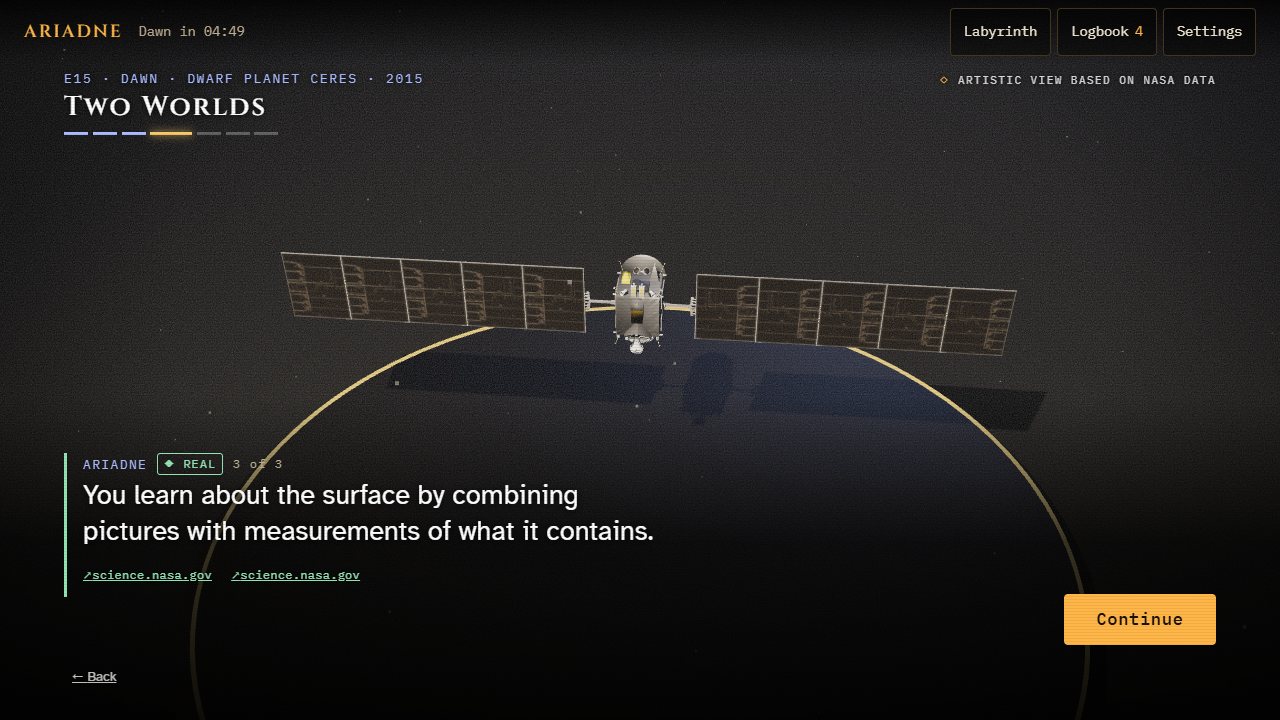 ARIADNE Dawn in 04:49 Labyrinth Logbook 4 Settings
E15 · DAWN · DWARF PLANET CERES · 2015
◇ ARTISTIC VIEW BASED ON NASA DATA
Two Worlds
ARIADNE ◆ REAL 3 of 3
You learn about the surface by combining
pictures with measurements of what it contains.
↗science.nasa.gov ↗science.nasa.gov
Continue
← Back